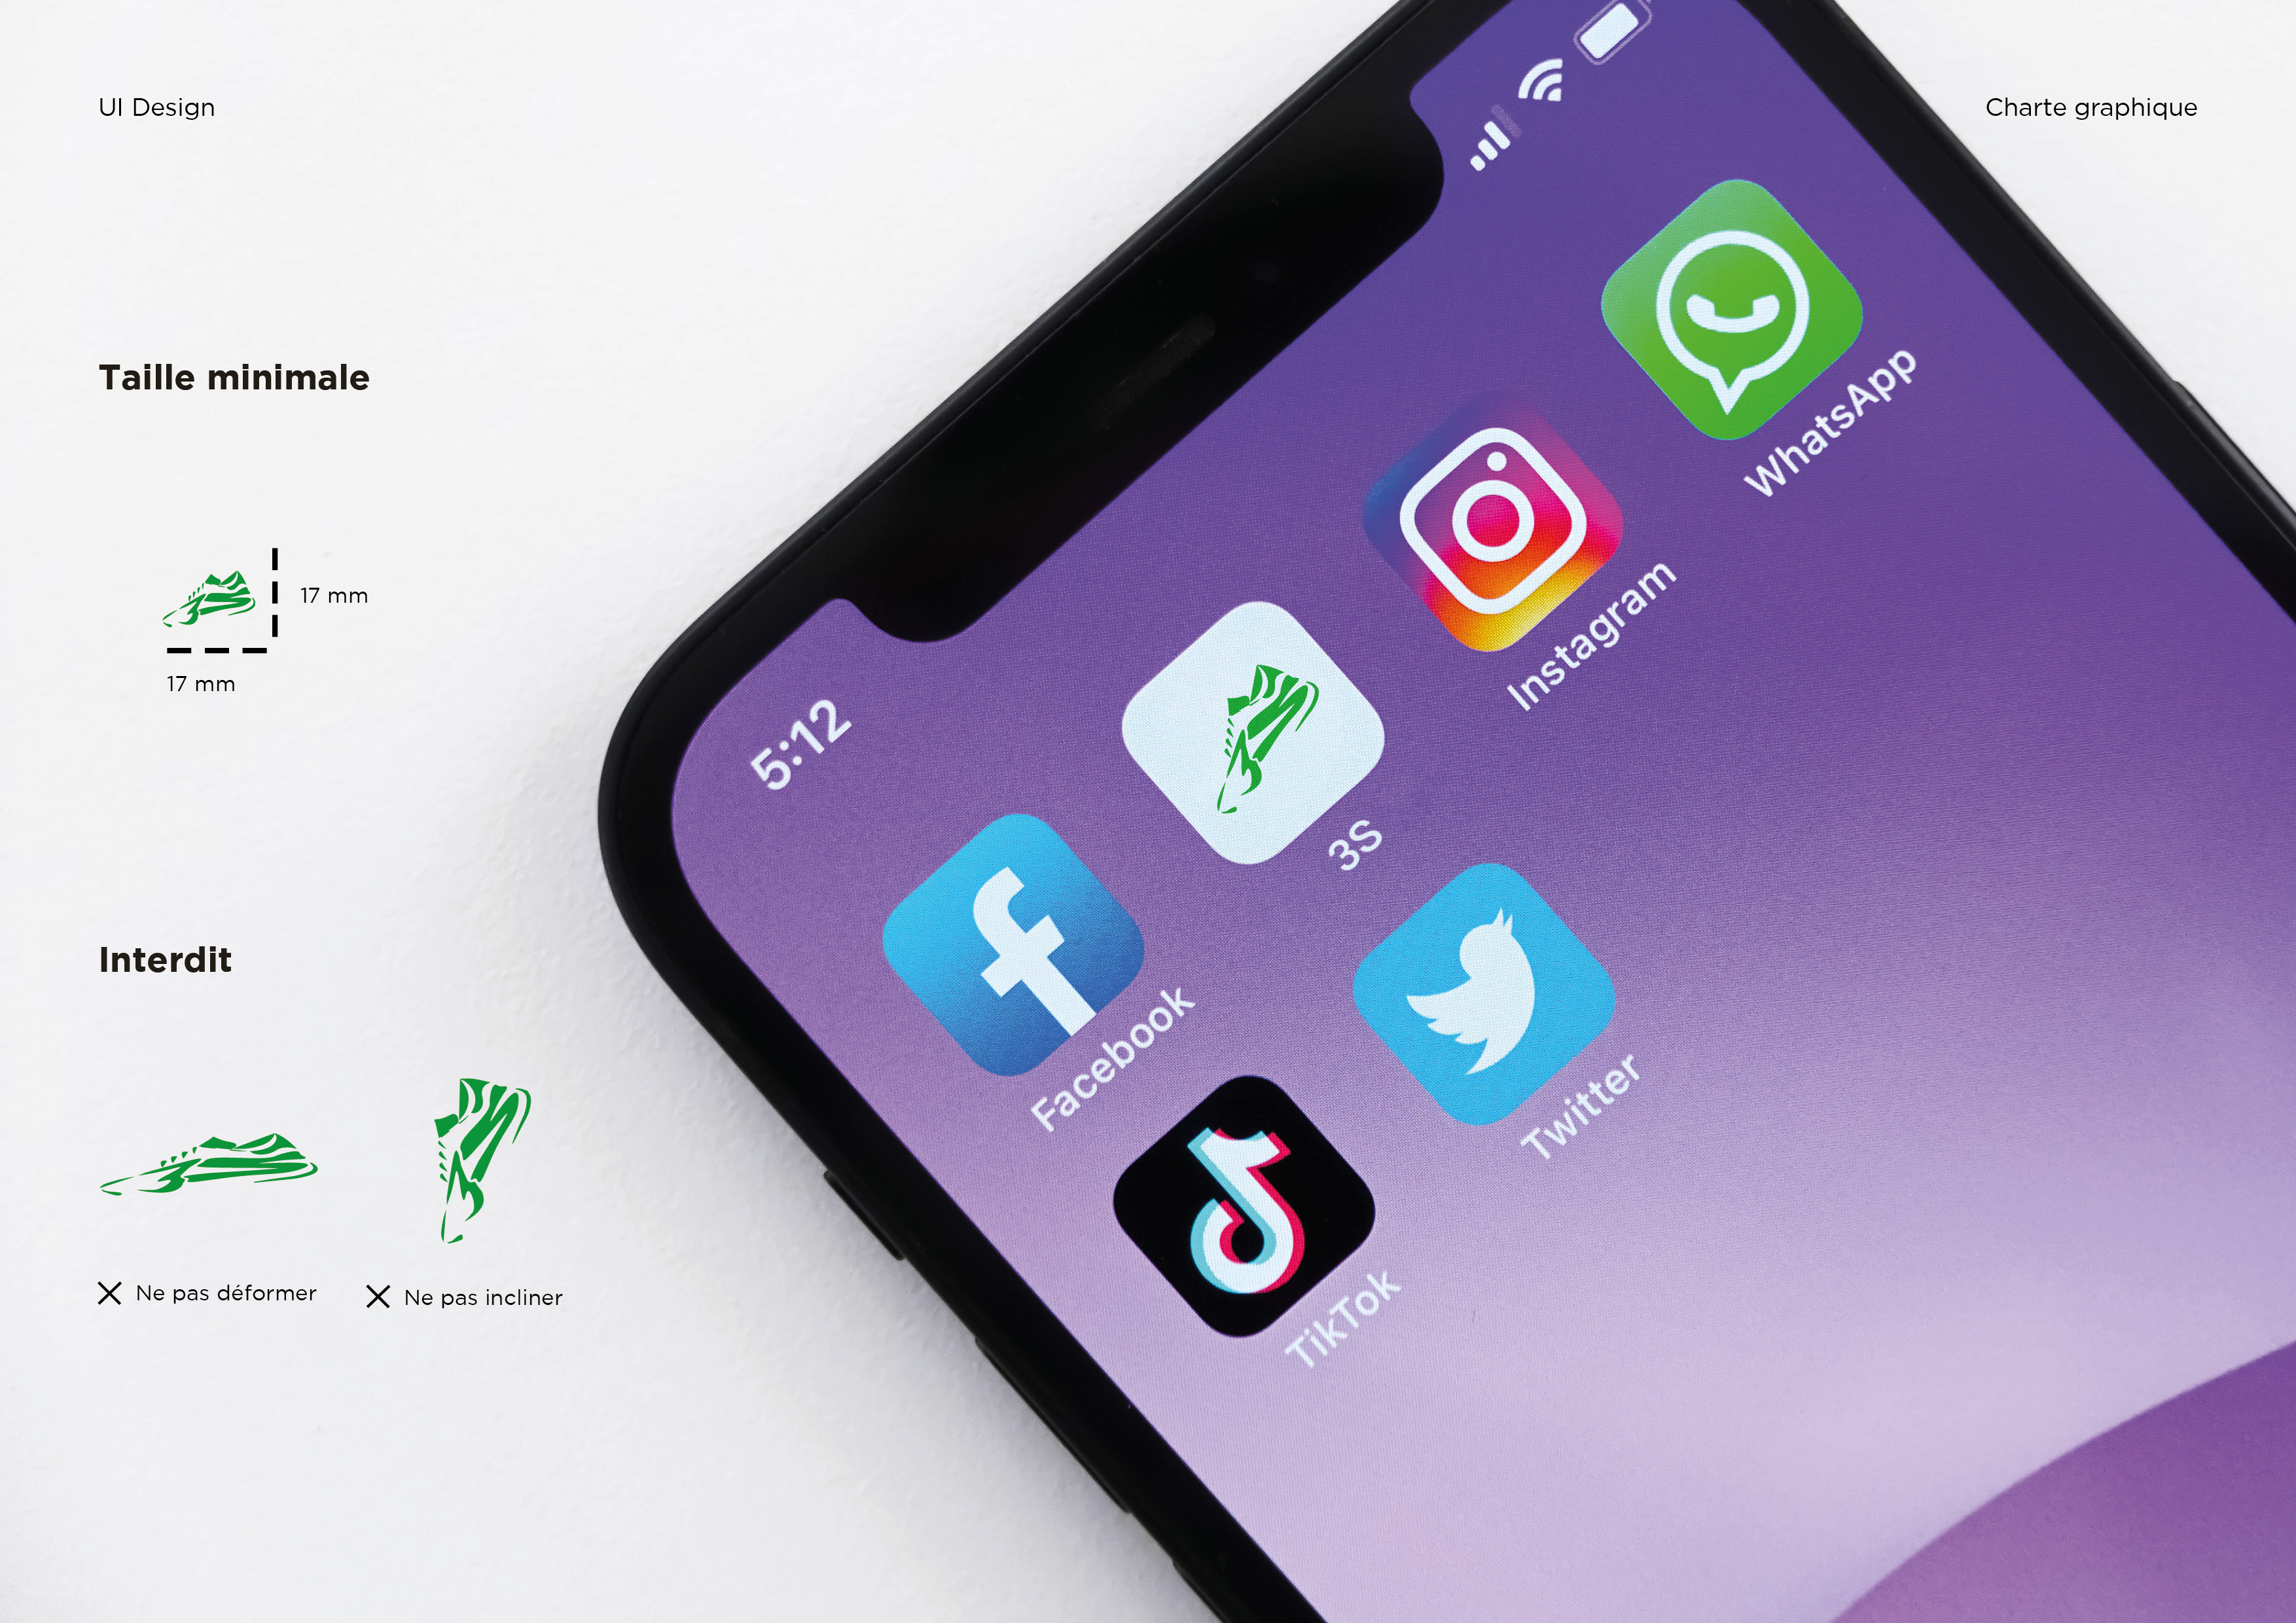 UI Design
Charte graphique
Taille minimale
17 mm
17 mm
Interdit
Ne pas déformer
Ne pas incliner
5:12
WhatsApp
Instagram
3S
Facebook
Twitter
TikTok